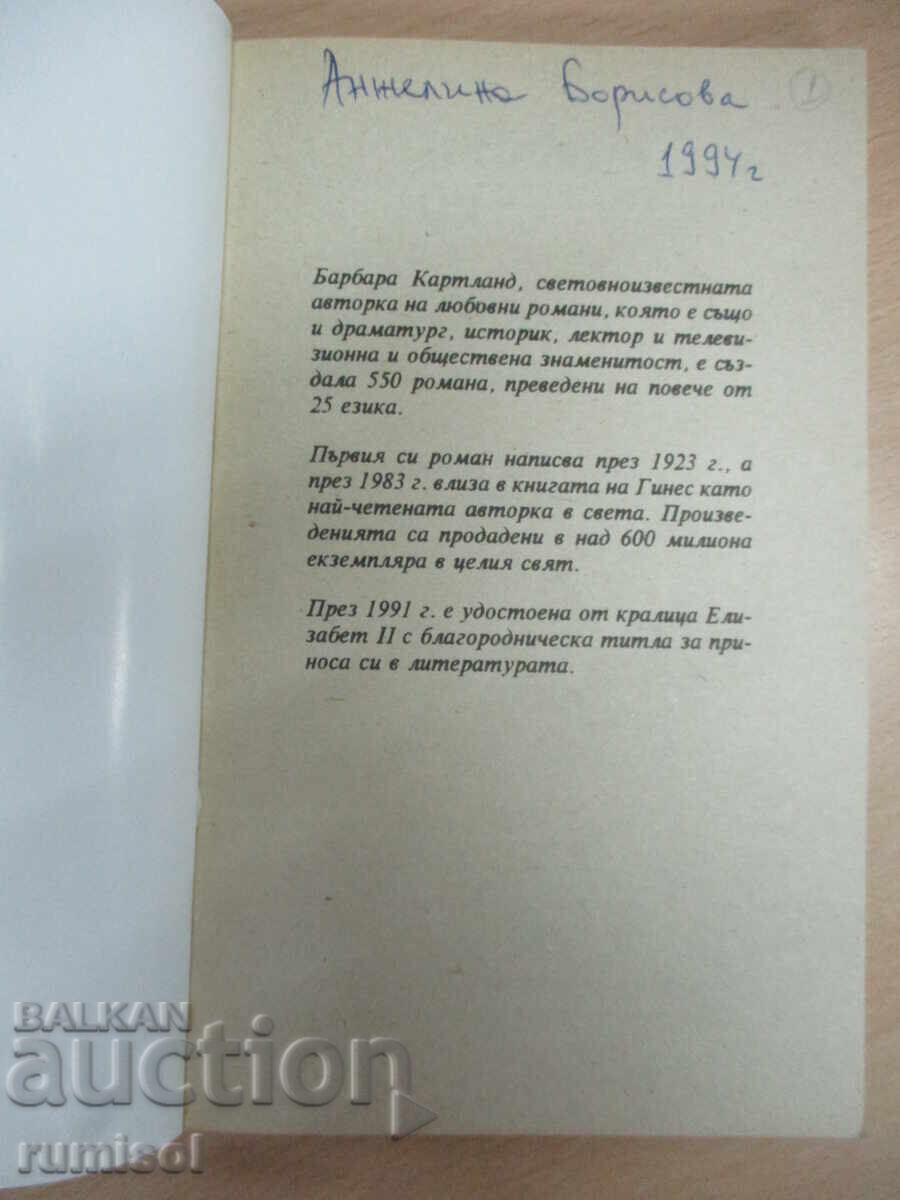 Анжелина Борисова 1
1994 г
Барбара Картланд, световноизвестната
авторка на любовни романи, която е също
и драматург, историк, лектор и телеви-
зионна и обществена знаменитост, е съз-
дала 550 романа, преведени на повече от
25 езика.
Първия си роман написва през 1923 г., а
през 1983 г. влиза в книгата на Гинес като
най-четената авторка в света. Произве-
денията са продадени в над 600 милиона
екземпляра в целия свят.
През 1991 г. е удостоена от кралица Ели-
забет II с благородническа титла за при-
носа си в литературата.
BALKAN
auction
rumisol